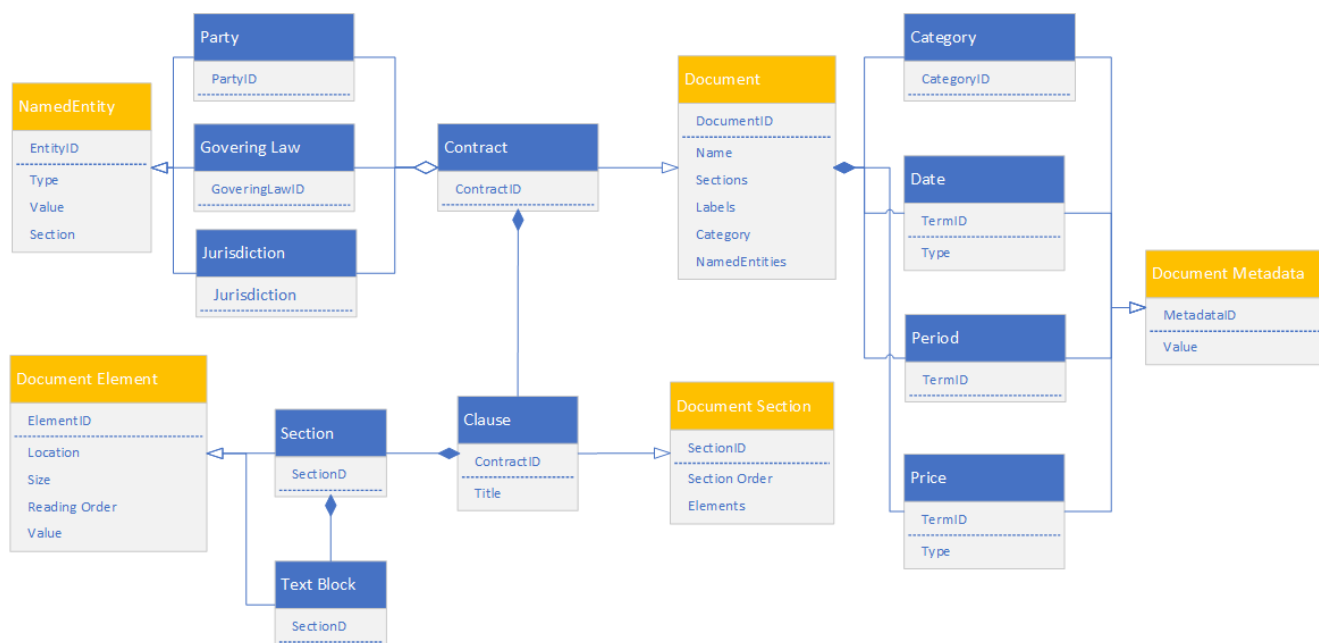 Party
PartyID
NamedEntity
EntityID
Type
Value
Section
Govering Law
GoveringLawID
Jurisdiction
Jurisdiction
Contract
ContractID
Document
DocumentID
Name
Sections
Labels
Category
NamedEntities
Category
CategoryID
Date
TermID
Type
Period
TermID
Price
TermID
Type
Document Metadata
MetadataID
Value
Document Element
ElementID
Location
Size
Reading Order
Value
Section
SectionD
Text Block
SectionD
Clause
ContractID
Title
Document Section
SectionID
Section Order
Elements